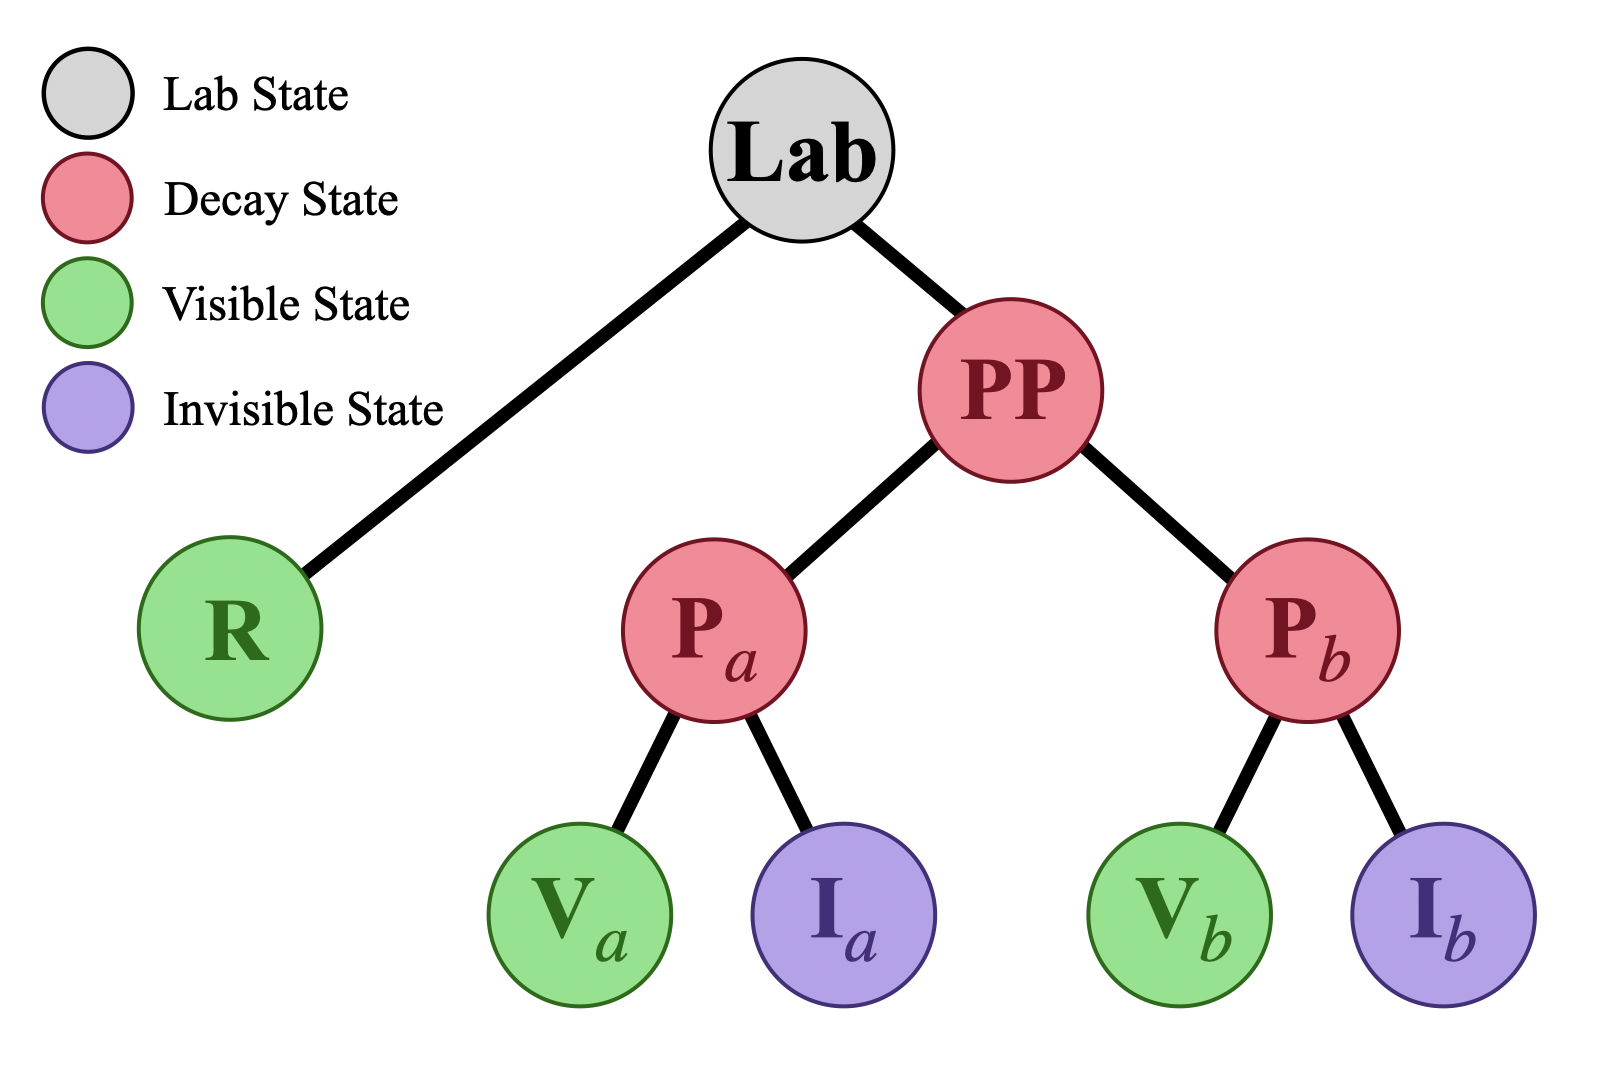 Lab State
Decay State
Visible State
Invisible State
Lab
PP
R
P_a
P_b
V_a
I_a
V_b
I_b